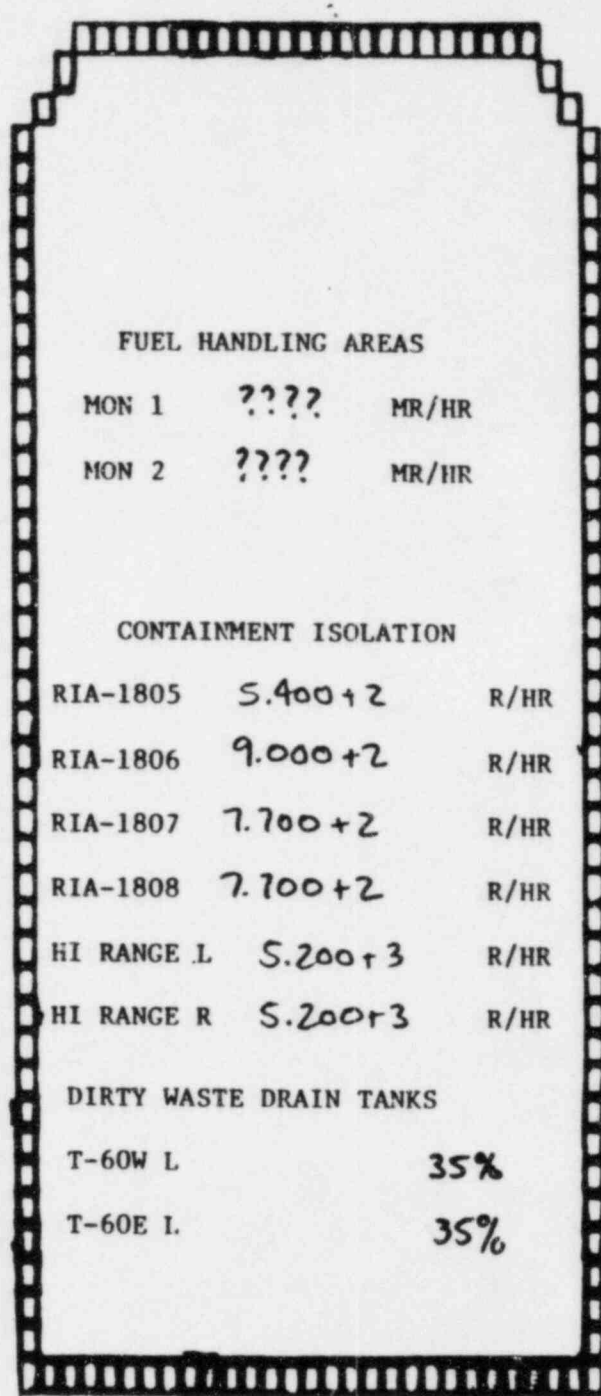 FUEL HANDLING AREAS
MON 1 ???? MR/HR
MON 2 ???? MR/HR
CONTAINMENT ISOLATION
RIA-1805 5.400+2 R/HR
RIA-1806 9.000+2 R/HR
RIA-1807 7.700+2 R/HR
RIA-1808 7.700+2 R/HR
HI RANGE L 5.200+3 R/HR
HI RANGE R 5.200+3 R/HR
DIRTY WASTE DRAIN TANKS
T-60W L 35%
T-60E L 35%